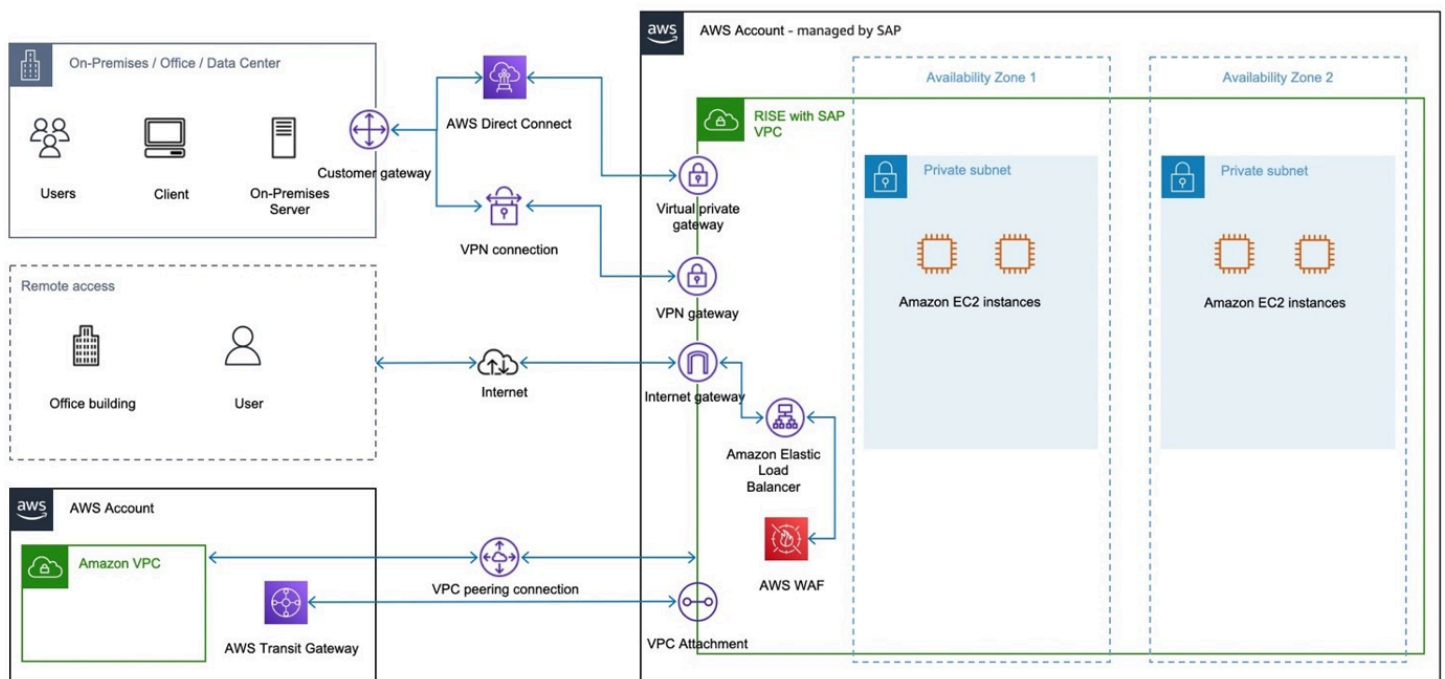 On-Premises / Office / Data Center
Users
Client
On-Premises
Server
Customer gateway
AWS Direct Connect
VPN connection
Remote access
Office building
User
Internet
aws
AWS Account
Amazon VPC
AWS Transit Gateway
VPC peering connection
aws
AWS Account - managed by SAP
RISE with SAP
VPC
Virtual private
gateway
VPN gateway
Internet gateway
Amazon Elastic
Load
Balancer
AWS WAF
VPC Attachment
Availability Zone 1
Private subnet
Amazon EC2 instances
Availability Zone 2
Private subnet
Amazon EC2 instances